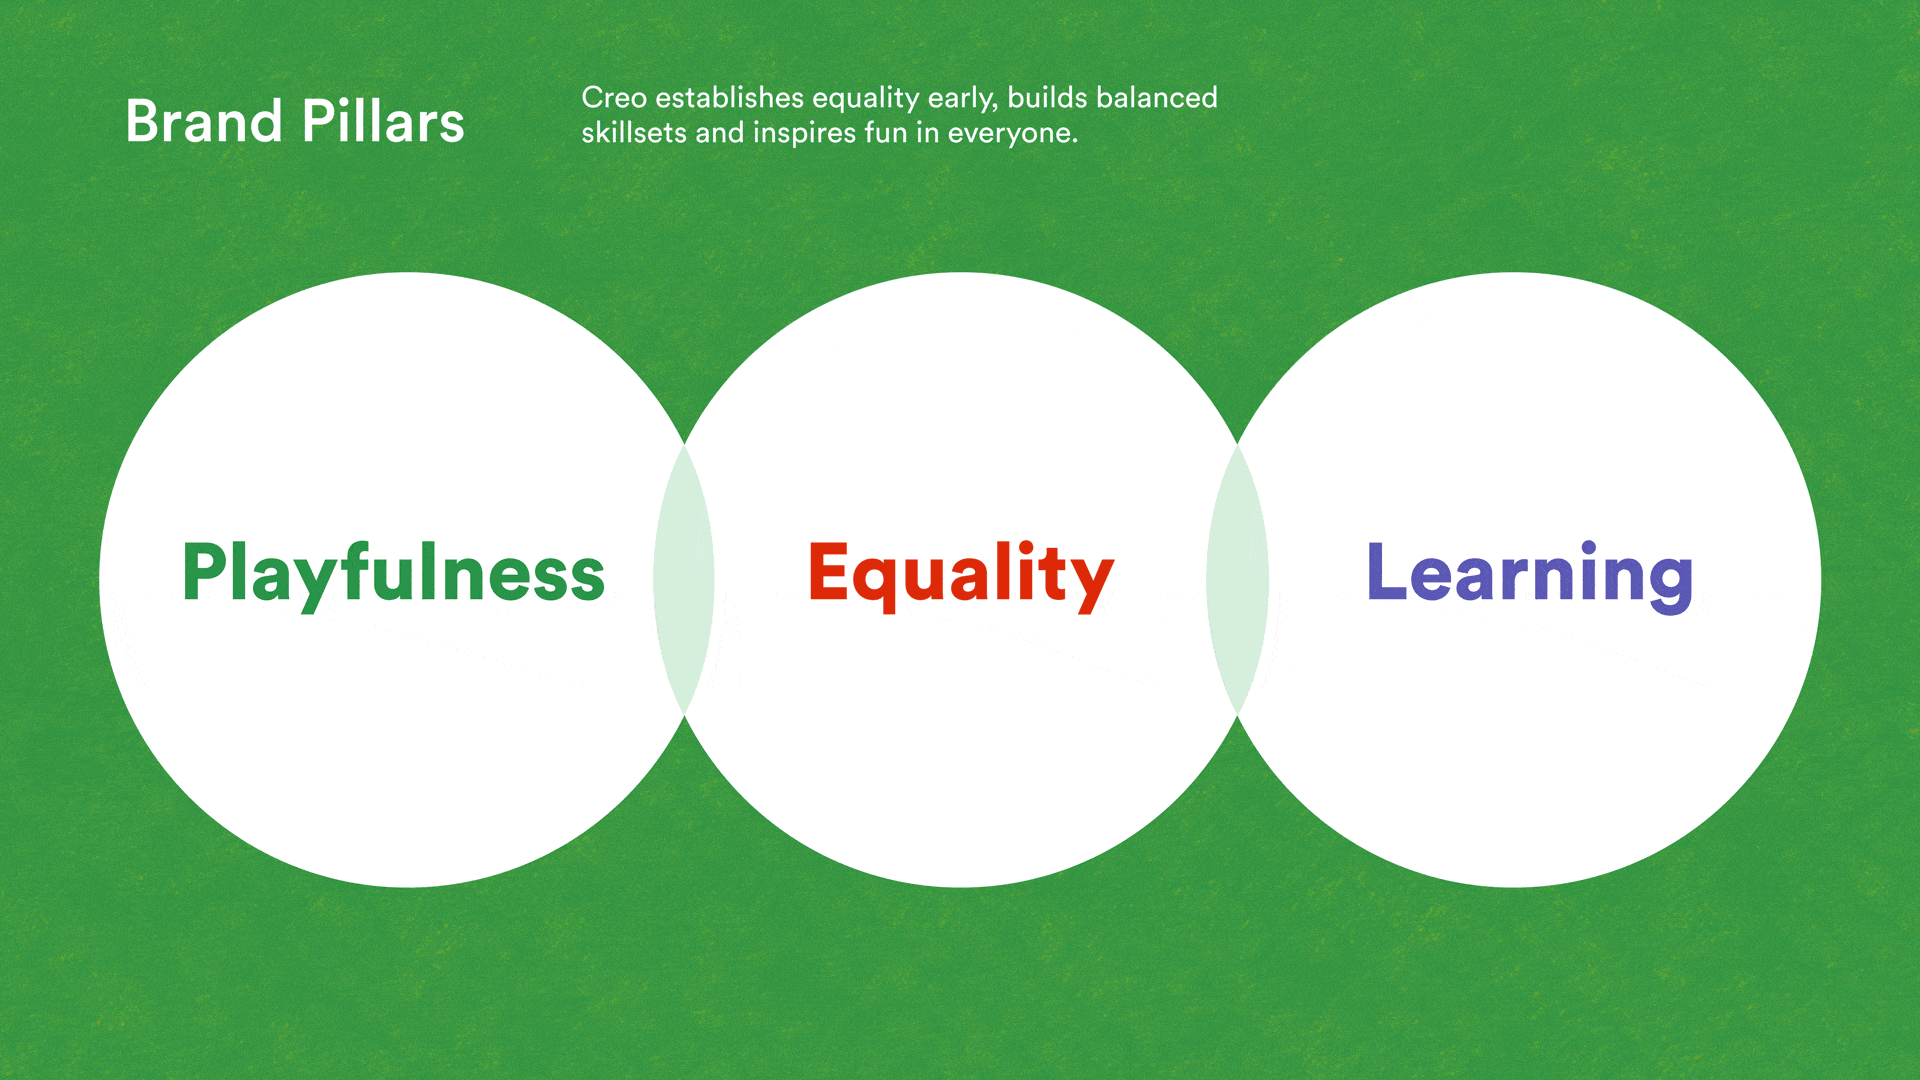 Brand Pillars
Creo establishes equality early, builds balanced
skillsets and inspires fun in everyone.
Playfulness
Equality
Learning